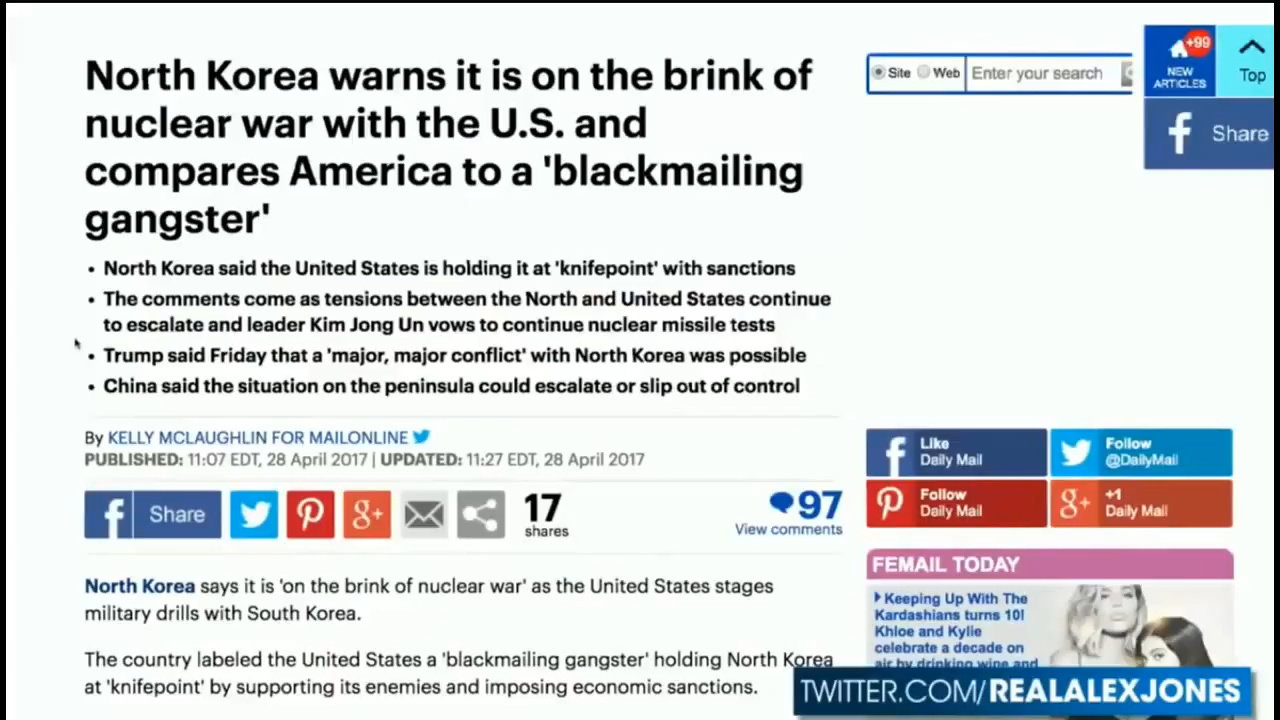 North Korea warns it is on the brink of
nuclear war with the U.S. and
compares America to a 'blackmailing
gangster'
• North Korea said the United States is holding it at 'knifepoint' with sanctions
• The comments come as tensions between the North and United States continue
to escalate and leader Kim Jong Un vows to continue nuclear missile tests
• Trump said Friday that a 'major, major conflict' with North Korea was possible
• China said the situation on the peninsula could escalate or slip out of control
By KELLY MCLAUGHLIN FOR MAILONLINE
PUBLISHED: 11:07 EDT, 28 April 2017 | UPDATED: 11:27 EDT, 28 April 2017
Share
17
shares
97
View comments
North Korea says it is 'on the brink of nuclear war' as the United States stages
military drills with South Korea.
The country labeled the United States a 'blackmailing gangster' holding North Korea
at 'knifepoint' by supporting its enemies and imposing economic sanctions.
Site Web Enter your search
+99
NEW
ARTICLES
Top
Share
Like
Daily Mail
Follow
@DailyMail
Follow
Daily Mail
+1
Daily Mail
FEMAIL TODAY
Keeping Up With The
Kardashians turns 10!
Khloe and Kylie
celebrate a decade on
air by drinking wine and
TWITTER.COM/REALALEXJONES